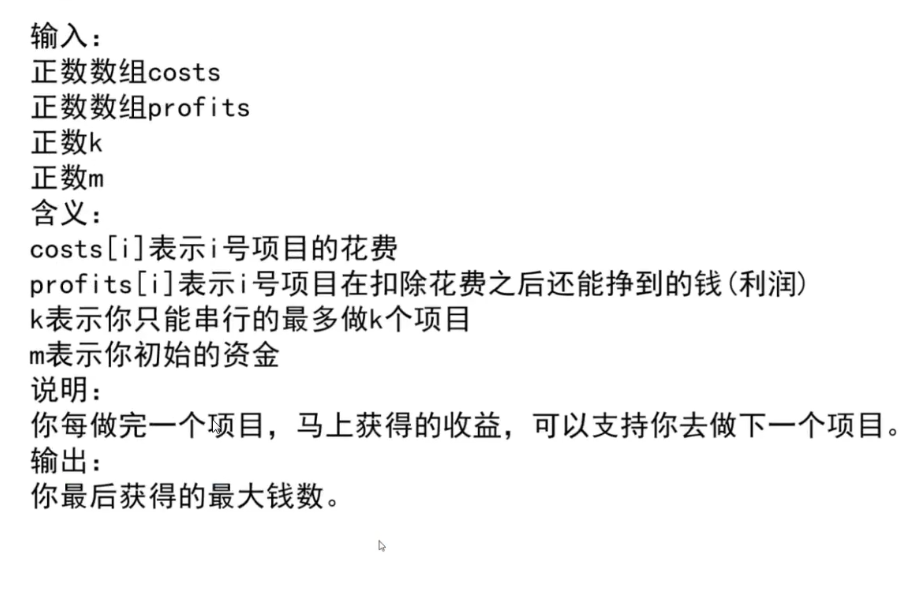 输入：
正数数组costs
正数数组profits
正数k
正数m
含义：
costs[i]表示i号项目的花费
profits[i]表示i号项目在扣除花费之后还能挣到的钱(利润)
k表示你只能串行的最多做k个项目
m表示你初始的资金
说明：
你每做完一个项目，马上获得的收益，可以支持你去做下一个项目。
输出：
你最后获得的最大钱数。